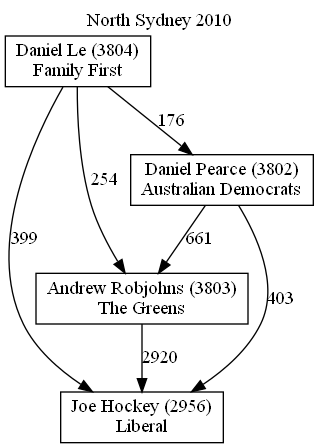 North Sydney 2010
Daniel Le (3804)
Family First
176
Daniel Pearce (3802)
Australian Democrats
254
399
661
403
Andrew Robjohns (3803)
The Greens
2920
Joe Hockey (2956)
Liberal